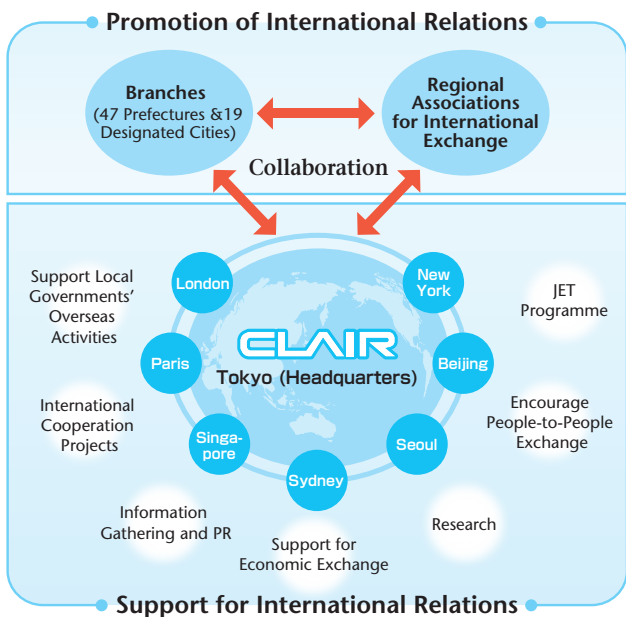 Promotion of International Relations
Branches
(47 Prefectures &19
Designated Cities)
Regional
Associations
for International
Exchange
Collaboration
London
New
York
Support Local
Governments’
Overseas
Activities
JET
Programme
CLAIR
Tokyo (Headquarters)
Paris
Beijing
International
Cooperation
Projects
Encourage
People-to-People
Exchange
Singa-
pore
Seoul
Sydney
Information
Gathering and PR
Research
Support for
Economic Exchange
Support for International Relations